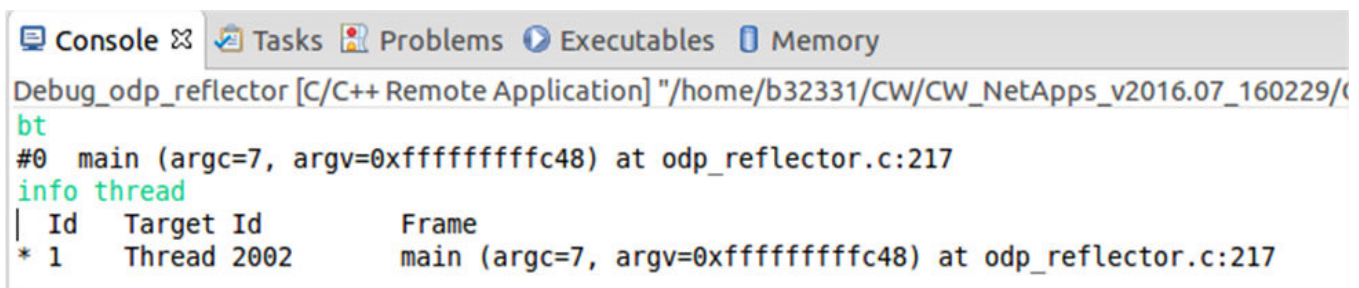 Console Tasks Problems Executables Memory
Debug_odp_reflector [C/C++ Remote Application] "/home/b32331/CW/CW_NetApps_v2016.07_160229/
bt
#0 main (argc=7, argv=0xfffffffffc48) at odp_reflector.c:217
info thread
Id Target Id Frame
* 1 Thread 2002 main (argc=7, argv=0xfffffffffc48) at odp_reflector.c:217